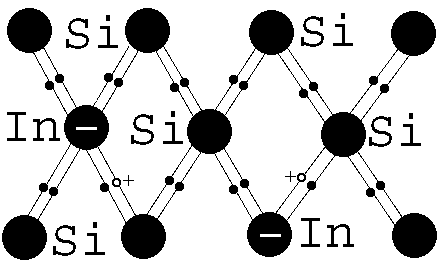 Si Si
In − Si Si
+ +
Si − In